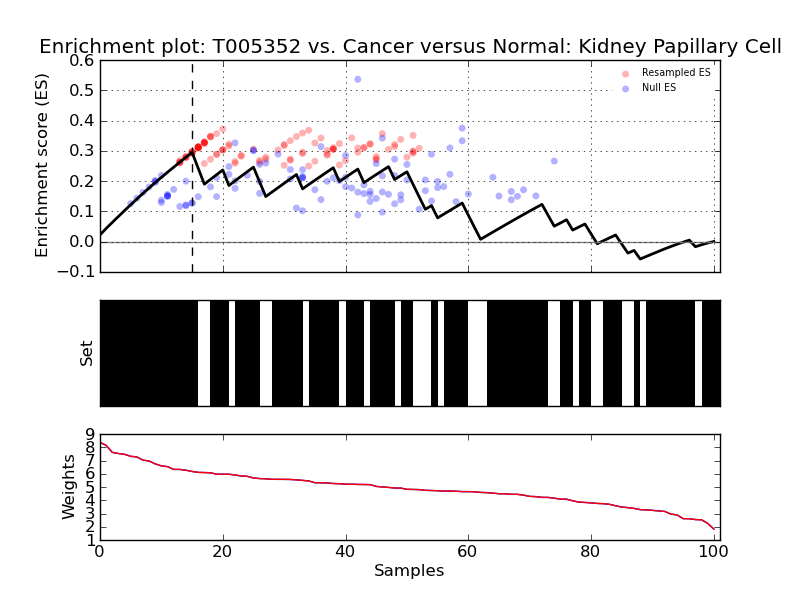 Enrichment plot: T005352 vs. Cancer versus Normal: Kidney Papillary Cell
Enrichment score (ES)
0.6
0.5
0.4
0.3
0.2
0.1
0.0
−0.1
Resampled ES
Null ES
Set
Weights
9
8
7
6
5
4
3
2
1
0 20 40 60 80 100
Samples